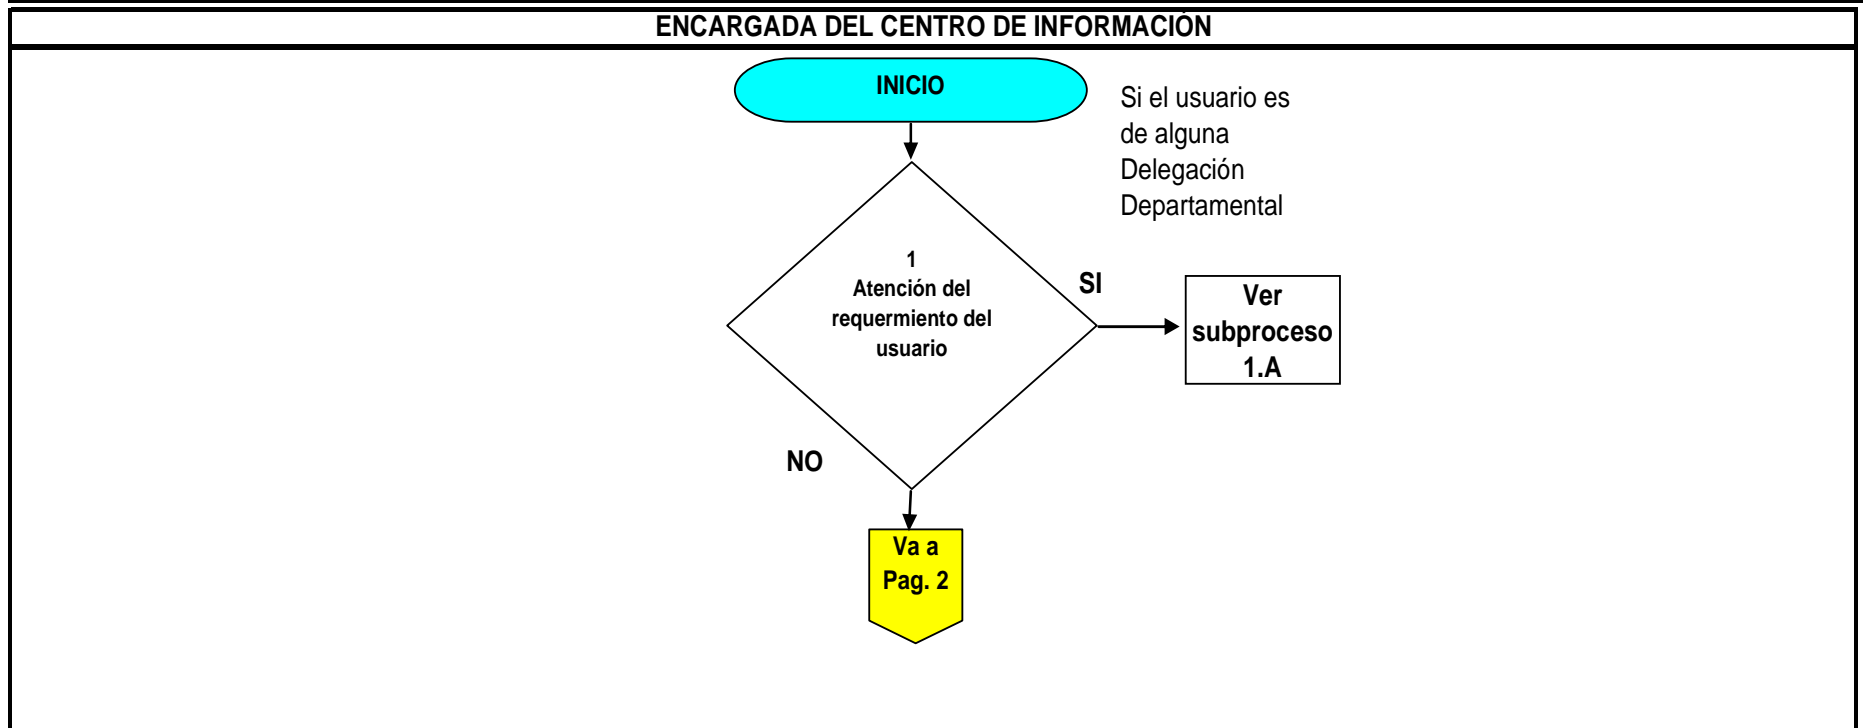 ENCARGADA DEL CENTRO DE INFORMACIÓN
INICIO
Si el usuario es
de alguna
Delegación
Departamental
1
Atención del
requermiento del
usuario
SI
Ver
subproceso
1.A
NO
Va a
Pag. 2